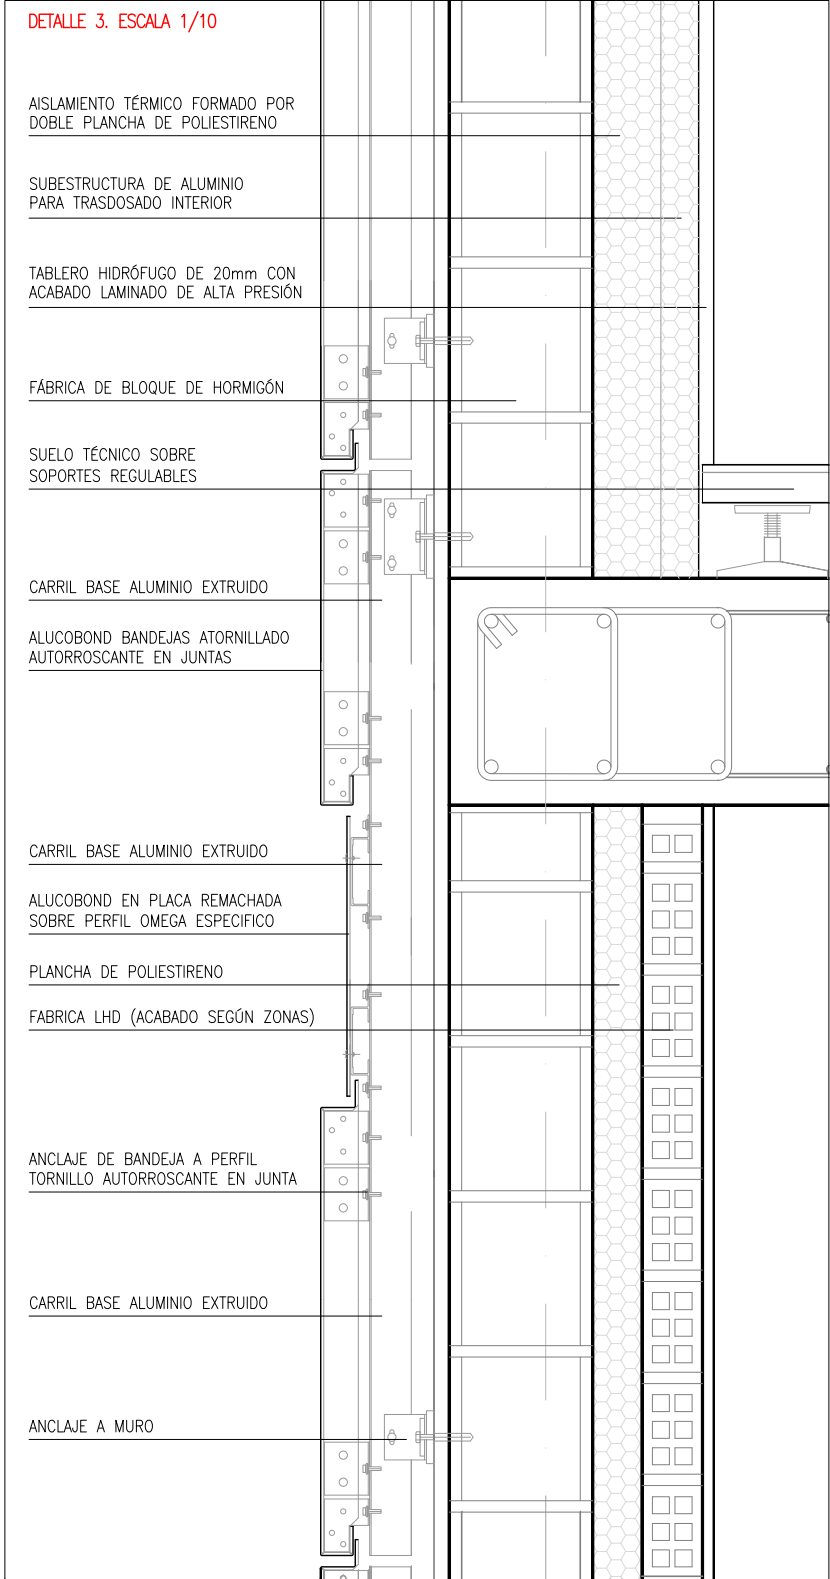 DETALLE 3. ESCALA 1/10
AISLAMIENTO TÉRMICO FORMADO POR
DOBLE PLANCHA DE POLIESTIRENO
SUBESTRUCTURA DE ALUMINIO
PARA TRASDOSADO INTERIOR
TABLERO HIDRÓFUGO DE 20mm CON
ACABADO LAMINADO DE ALTA PRESIÓN
FÁBRICA DE BLOQUE DE HORMIGÓN
SUELO TÉCNICO SOBRE
SOPORTES REGULABLES
CARRIL BASE ALUMINIO EXTRUIDO
ALUCOBOND BANDEJAS ATORNILLADO
AUTORROSCANTE EN JUNTAS
CARRIL BASE ALUMINIO EXTRUIDO
ALUCOBOND EN PLACA REMACHADA
SOBRE PERFIL OMEGA ESPECIFICO
PLANCHA DE POLIESTIRENO
FABRICA LHD (ACABADO SEGÚN ZONAS)
ANCLAJE DE BANDEJA A PERFIL
TORNILLO AUTORROSCANTE EN JUNTA
CARRIL BASE ALUMINIO EXTRUIDO
ANCLAJE A MURO